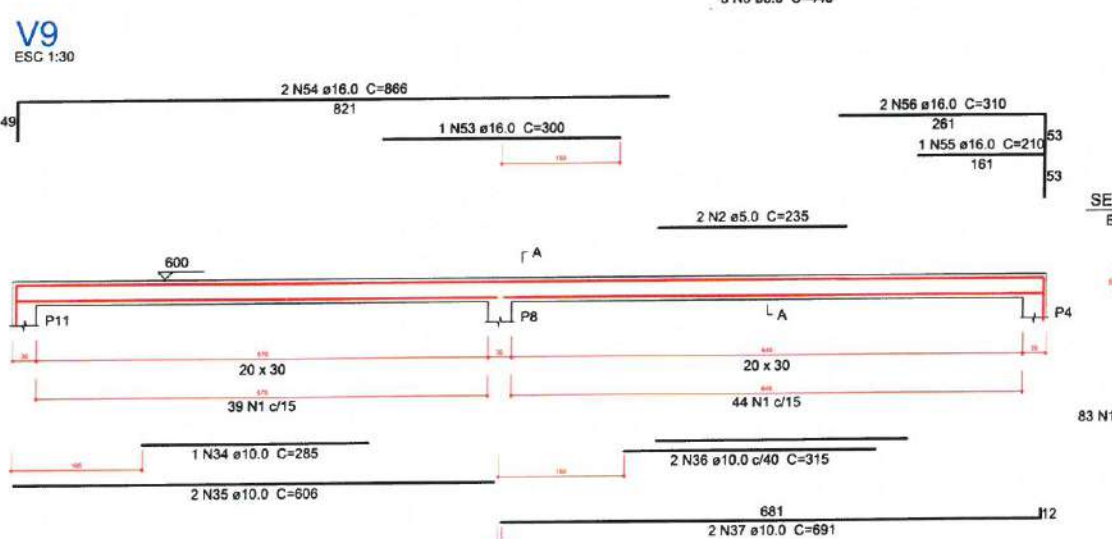 V9
ESC 1:30
2 N54 ø16.0 C=866
821
49
1 N53 ø16.0 C=300
150
2 N56 ø16.0 C=310
261
53
1 N55 ø16.0 C=210
161
53
2 N2 ø5.0 C=235
600
A
A
P11
P8
P4
20 x 30
20 x 30
39 N1 c/15
44 N1 c/15
83 N1
1 N34 ø10.0 C=285
2 N36 ø10.0 c/40 C=315
2 N35 ø10.0 C=606
681
12
2 N37 ø10.0 C=691